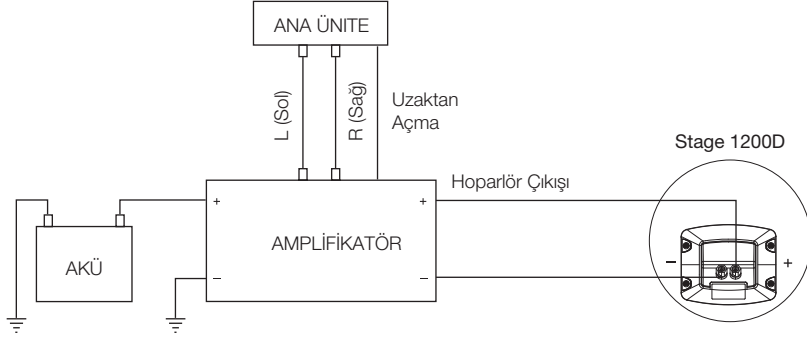 ANA ÜNİTE
L (Sol)
R (Sağ)
Uzaktan
Açma
Stage 1200D
Hoparlör Çıkışı
+
+
AMPLİFİKATÖR
AKÜ
–
–
–
+